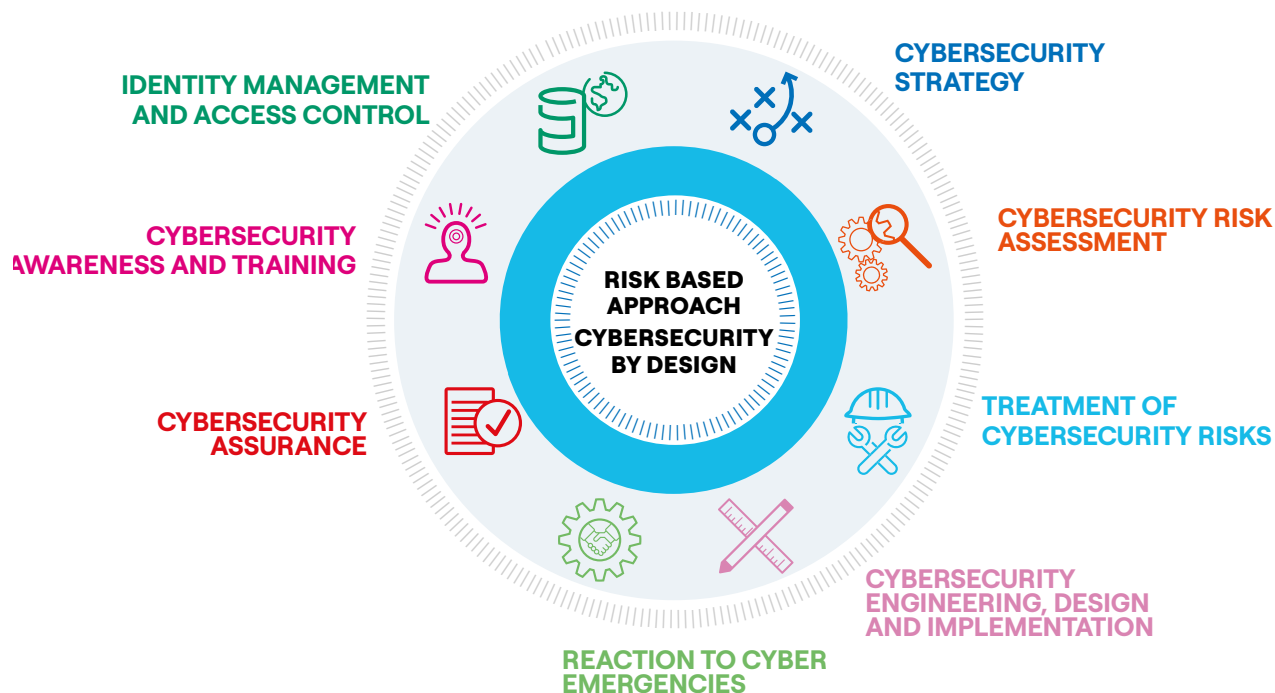 CYBERSECURITY
STRATEGY
CYBERSECURITY RISK
ASSESSMENT
TREATMENT OF
CYBERSECURITY RISKS
CYBERSECURITY
ENGINEERING, DESIGN
AND IMPLEMENTATION
REACTION TO CYBER
EMERGENCIES
CYBERSECURITY
ASSURANCE
CYBERSECURITY
AWARENESS AND TRAINING
IDENTITY MANAGEMENT
AND ACCESS CONTROL
RISK BASED
APPROACH
CYBERSECURITY
BY DESIGN